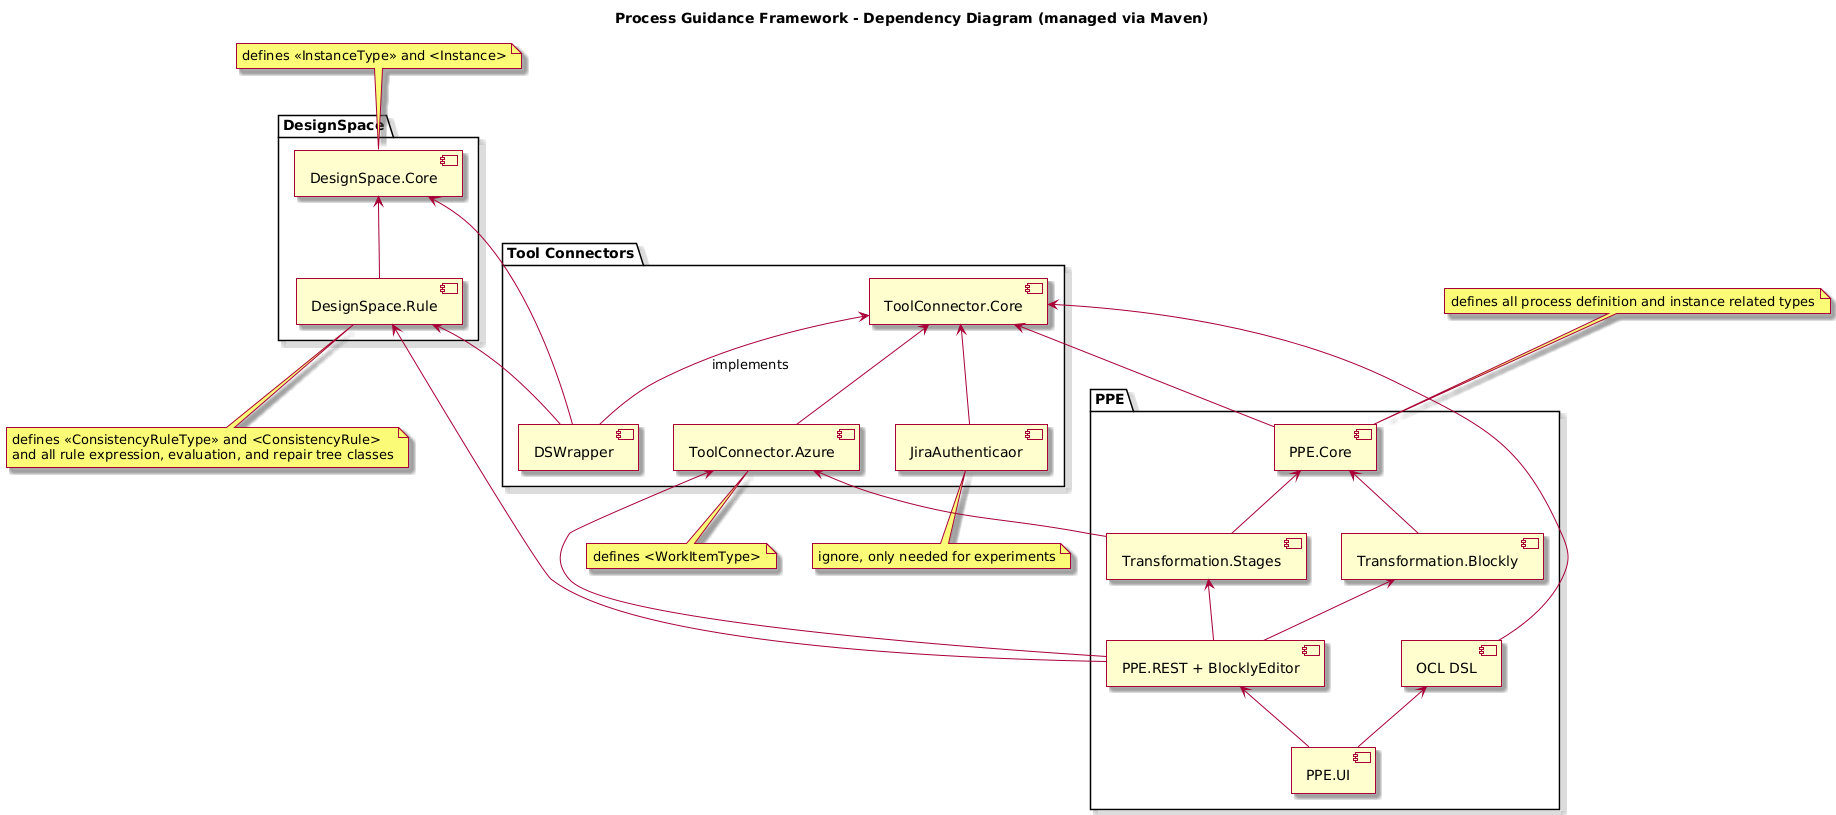 Process Guidance Framework - Dependency Diagram (managed via Maven)
defines «InstanceType» and <Instance>
DesignSpace
DesignSpace.Core
Tool Connectors
DesignSpace.Rule
ToolConnector.Core
defines all process definition and instance related types
implements
PPE
defines «ConsistencyRuleType» and <ConsistencyRule>
and all rule expression, evaluation, and repair tree classes
DSWrapper
ToolConnector.Azure
JiraAuthenticaor
PPE.Core
defines <WorkItemType>
ignore, only needed for experiments
Transformation.Stages
Transformation.Blockly
PPE.REST + BlocklyEditor
OCL DSL
PPE.UI